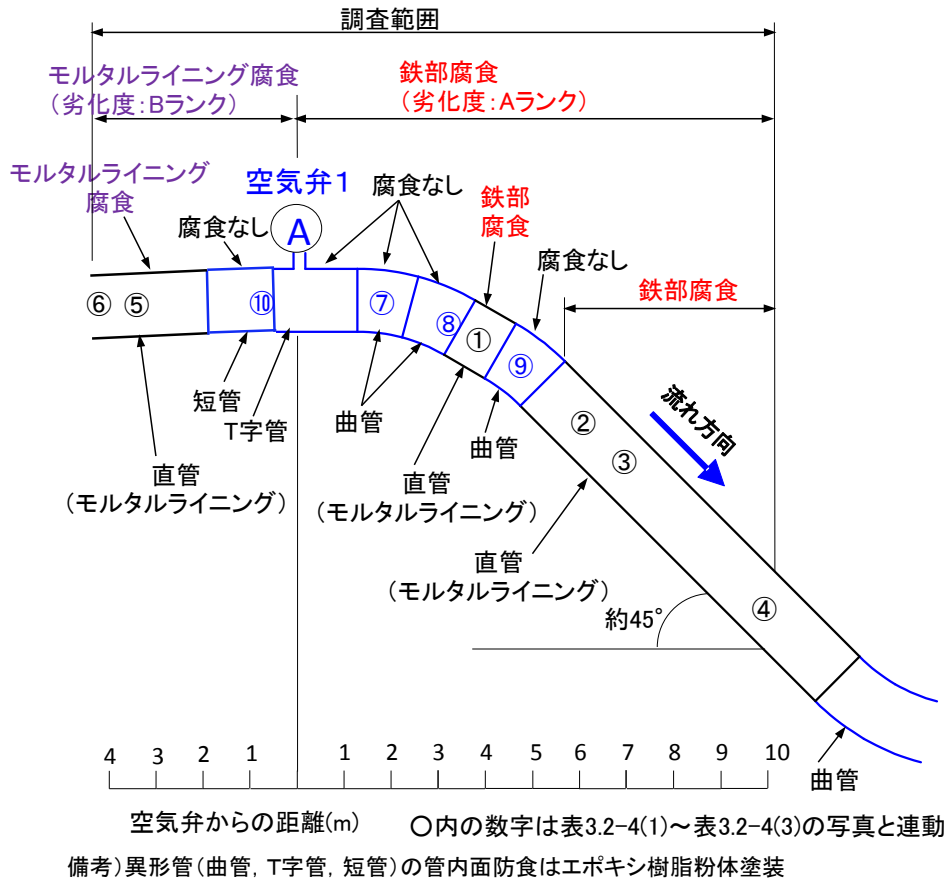 調査範囲
モルタルライニング腐食
（劣化度：Bランク）
鉄部腐食
（劣化度：Aランク）
モルタルライニング
腐食
空気弁1
腐食なし
鉄部
腐食
腐食なし
A
腐食なし
鉄部腐食
⑥ ⑤ ⑩ ⑦ ⑧ ① ⑨
短管
T字管
曲管
曲管
②
③
流れ方向
直管
（モルタルライニング）
直管
（モルタルライニング）
直管
（モルタルライニング）
④
約45°
曲管
4 3 2 1 1 2 3 4 5 6 7 8 9 10
空気弁からの距離(m)
○内の数字は表3.2-4(1)～表3.2-4(3)の写真と連動
備考）異形管（曲管，T字管，短管）の管内面防食はエポキシ樹脂粉体塗装